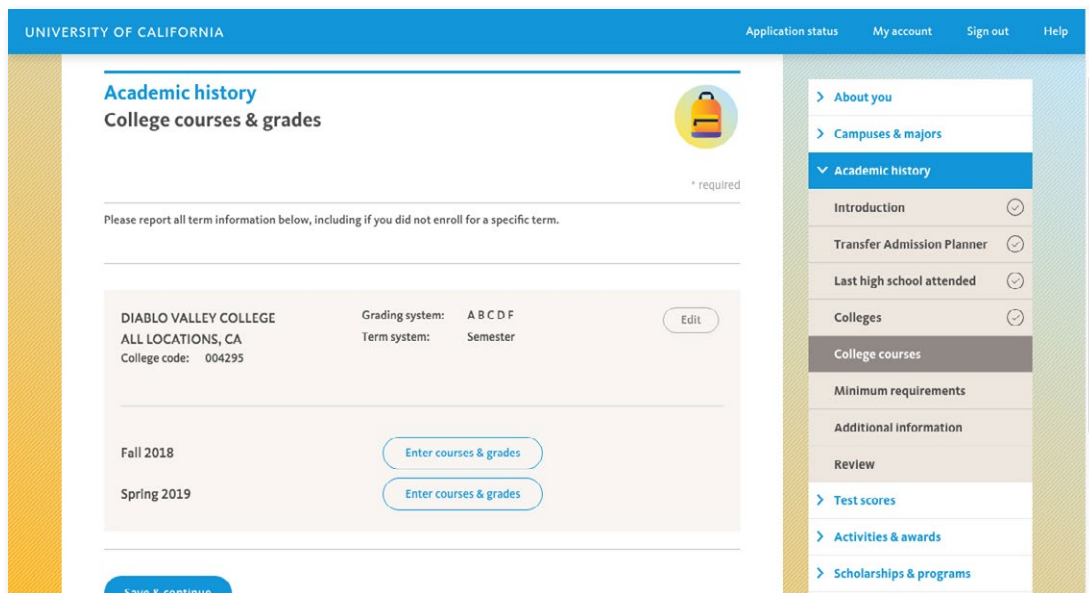 UNIVERSITY OF CALIFORNIA
Application status
My account
Sign out
Help
Academic history
College courses & grades
* required
Please report all term information below, including if you did not enroll for a specific term.
DIABLO VALLEY COLLEGE
ALL LOCATIONS, CA
College code: 004295
Grading system: A B C D F
Term system: Semester
Edit
Fall 2018
Enter courses & grades
Spring 2019
Enter courses & grades
Save & continue
About you
Campuses & majors
Academic history
Introduction
Transfer Admission Planner
Last high school attended
Colleges
College courses
Minimum requirements
Additional information
Review
Test scores
Activities & awards
Scholarships & programs